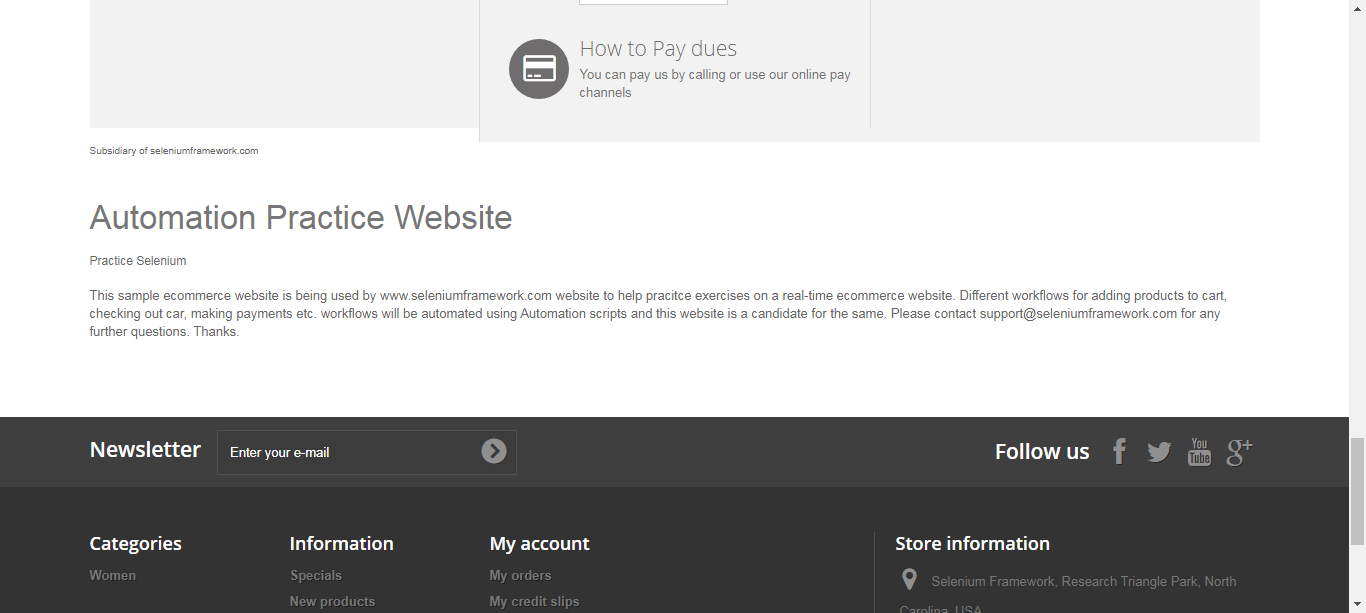 How to Pay dues
You can pay us by calling or use our online pay
channels
Subsidiary of seleniumframework.com
Automation Practice Website
Practice Selenium
This sample ecommerce website is being used by www.seleniumframework.com website to help pracitce exercises on a real-time ecommerce website. Different workflows for adding products to cart,
checking out car, making payments etc. workflows will be automated using Automation scripts and this website is a candidate for the same. Please contact support@seleniumframework.com for any
further questions. Thanks.
Newsletter
Enter your e-mail
Follow us
You
Tube
g+
Categories
Women
Information
Specials
New products
My account
My orders
My credit slips
Store information
Selenium Framework, Research Triangle Park, North
Carolina, USA